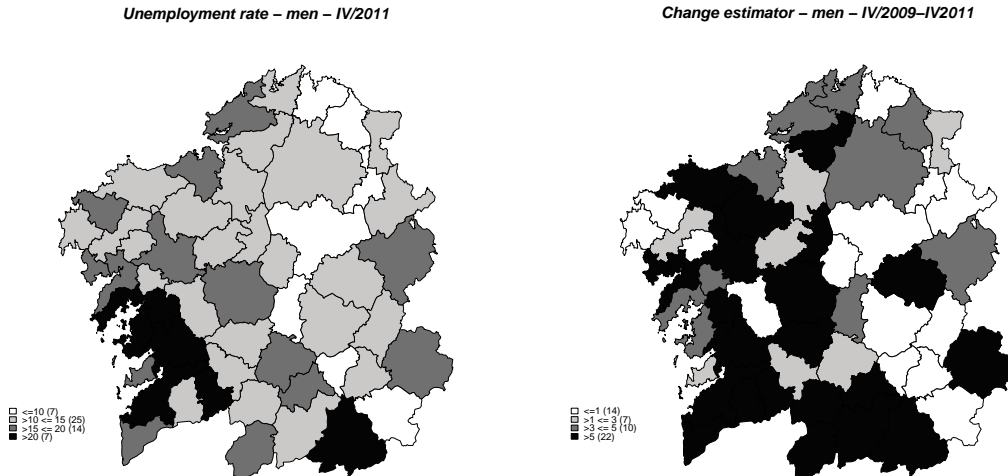 Unemployment rate – men – IV/2011
<=10 (7)
>10 <= 15 (25)
>15 <= 20 (14)
>20 (7)
Change estimator – men – IV/2009–IV2011
<=1 (14)
>1 <= 3 (7)
>3 <= 5 (10)
>5 (22)